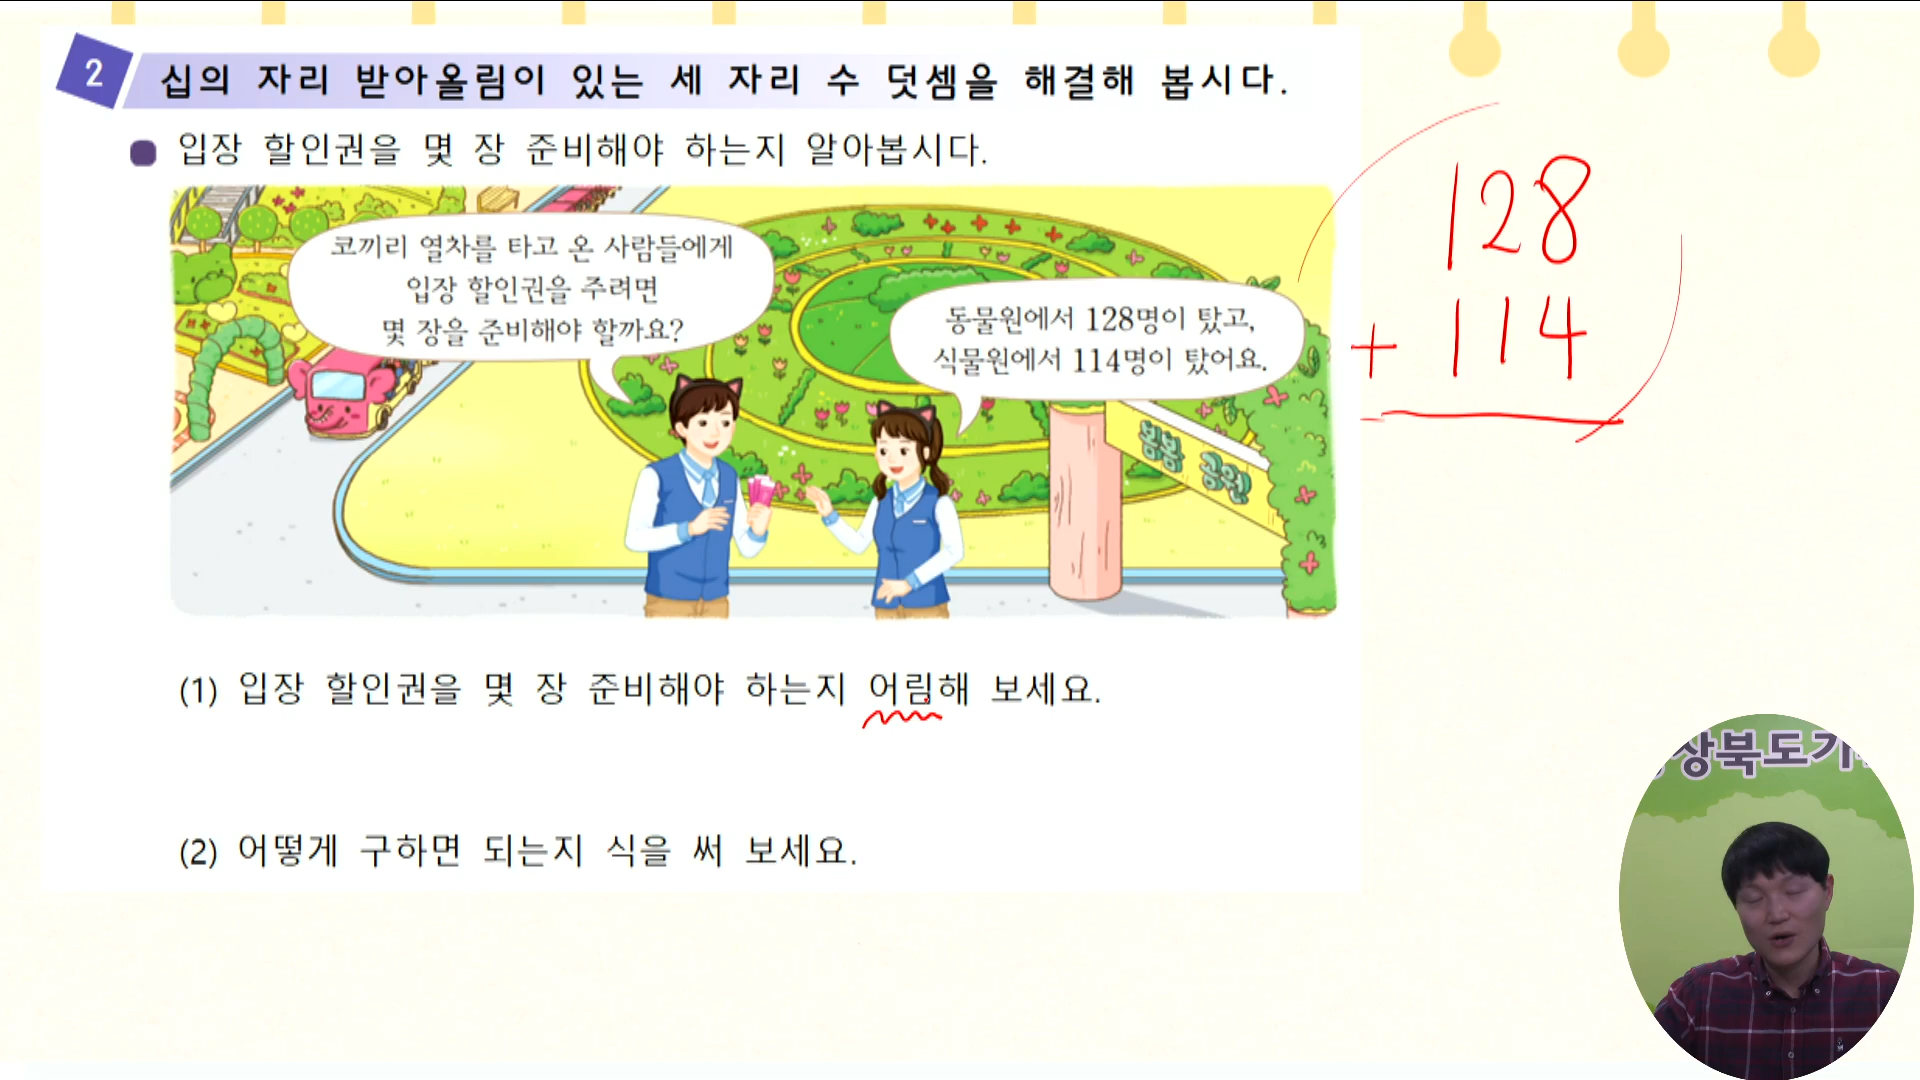 2
십의 자리 받아올림이 있는 세 자리 수 덧셈을 해결해 봅시다.
입장 할인권을 몇 장 준비해야 하는지 알아봅시다.
코끼리 열차를 타고 온 사람들에게
입장 할인권을 주려면
몇 장을 준비해야 할까요?
동물원에서 128명이 탔고,
식물원에서 114명이 탔어요.
봄봄 공원
128
+ 114
(1) 입장 할인권을 몇 장 준비해야 하는지 어림해 보세요.
(2) 어떻게 구하면 되는지 식을 써 보세요.
상북도